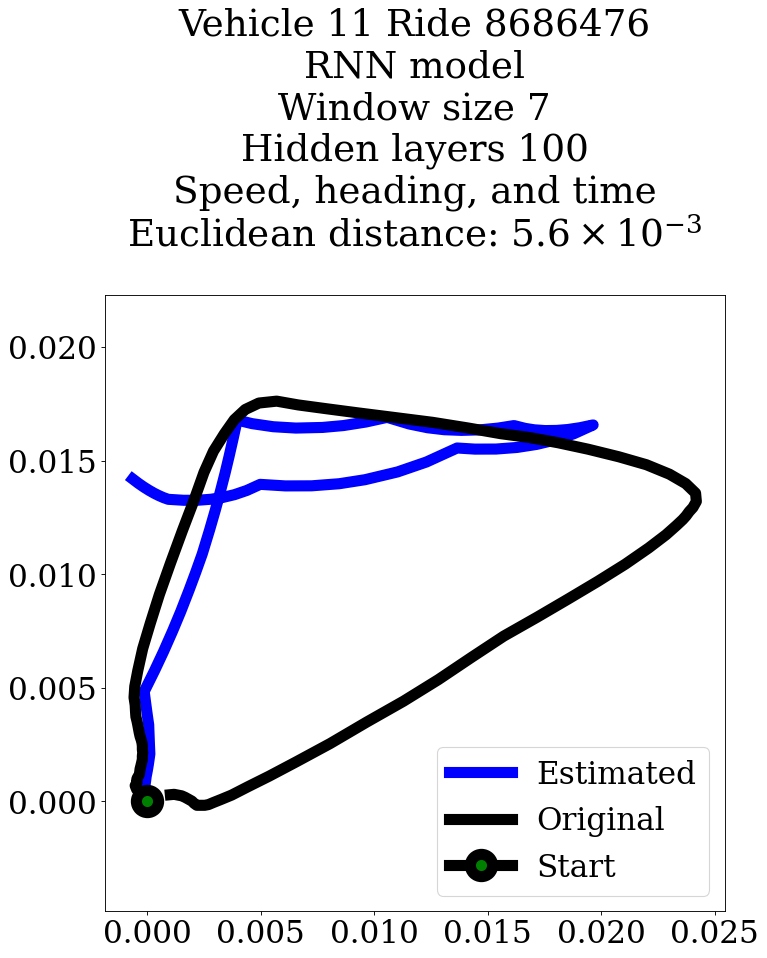 Vehicle 11 Ride 8686476
RNN model
Window size 7
Hidden layers 100
Speed, heading, and time
Euclidean distance: 5.6 × 10⁻³
0.020
0.015
0.010
0.005
0.000
Estimated
Original
Start
0.000 0.005 0.010 0.015 0.020 0.025